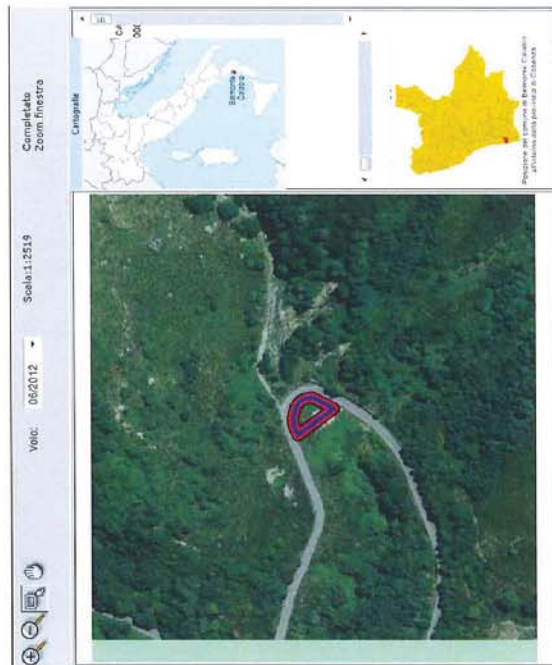 Volo: 06/2012
Scala:1:2519
Completato
Zoom finestra
Cartografie
Belmonte
Calabro
Posizione del comune di Belmonte Calabro
all'interno della provincia di Cosenza